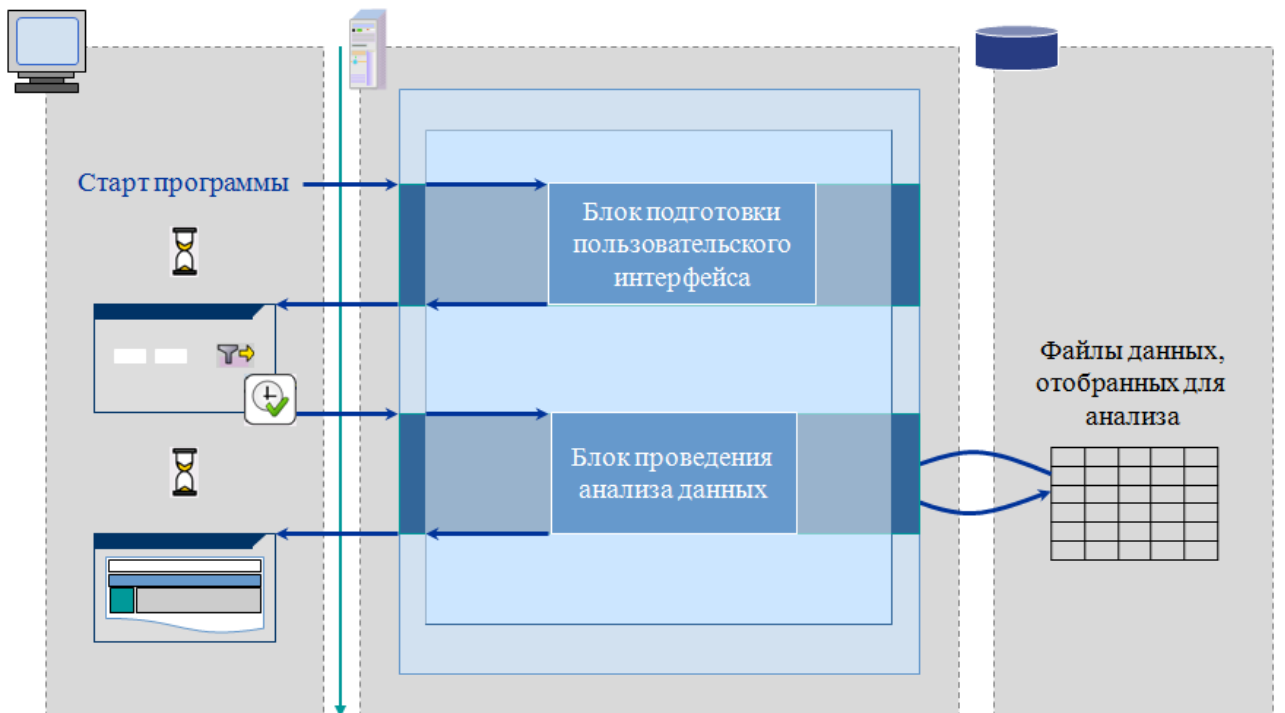 Старт программы
Блок подготовки
пользовательского
интерфейса
Файлы данных,
отобранных для
анализа
Блок проведения
анализа данных